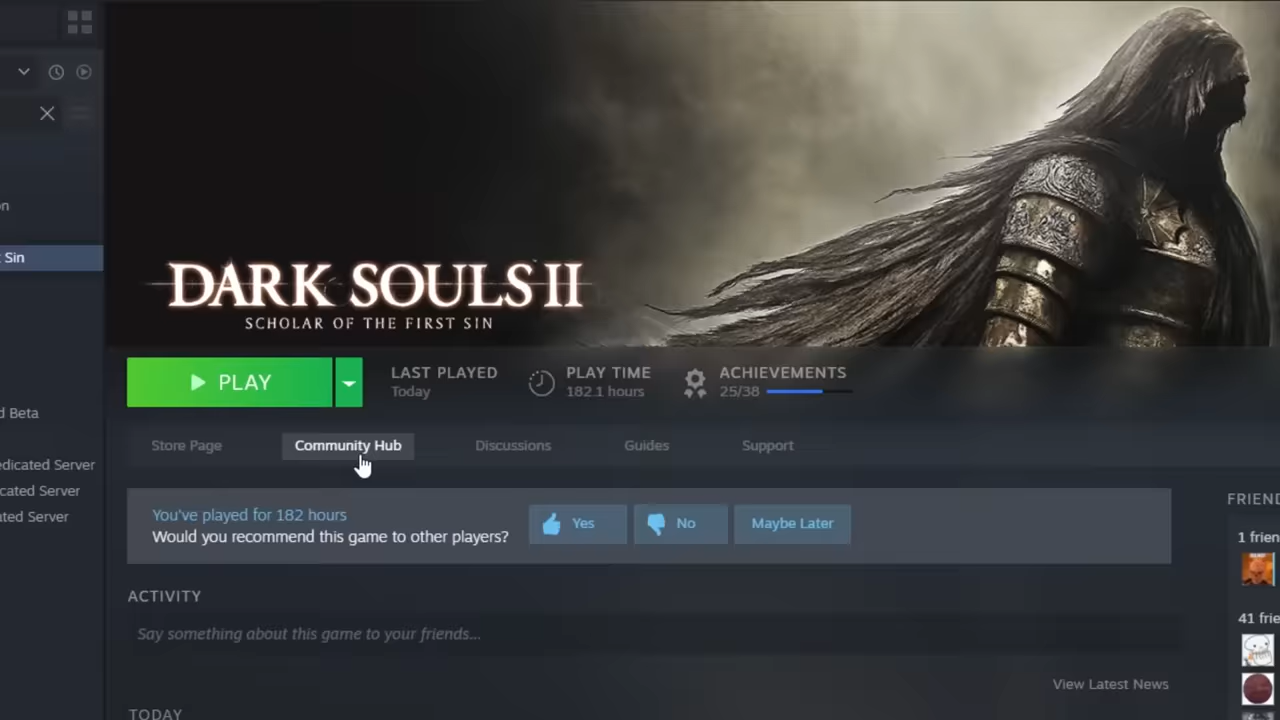 on
Sin
d Beta
edicated Server
cated Server
ated Server
DARK SOULS II
SCHOLAR OF THE FIRST SIN
PLAY
LAST PLAYED
Today
PLAY TIME
182.1 hours
ACHIEVEMENTS
25/38
Store Page
Community Hub
Discussions
Guides
Support
You've played for 182 hours
Would you recommend this game to other players?
Yes
No
Maybe Later
ACTIVITY
Say something about this game to your friends...
View Latest News
TODAY
FRIEN
1 frien
41 frie